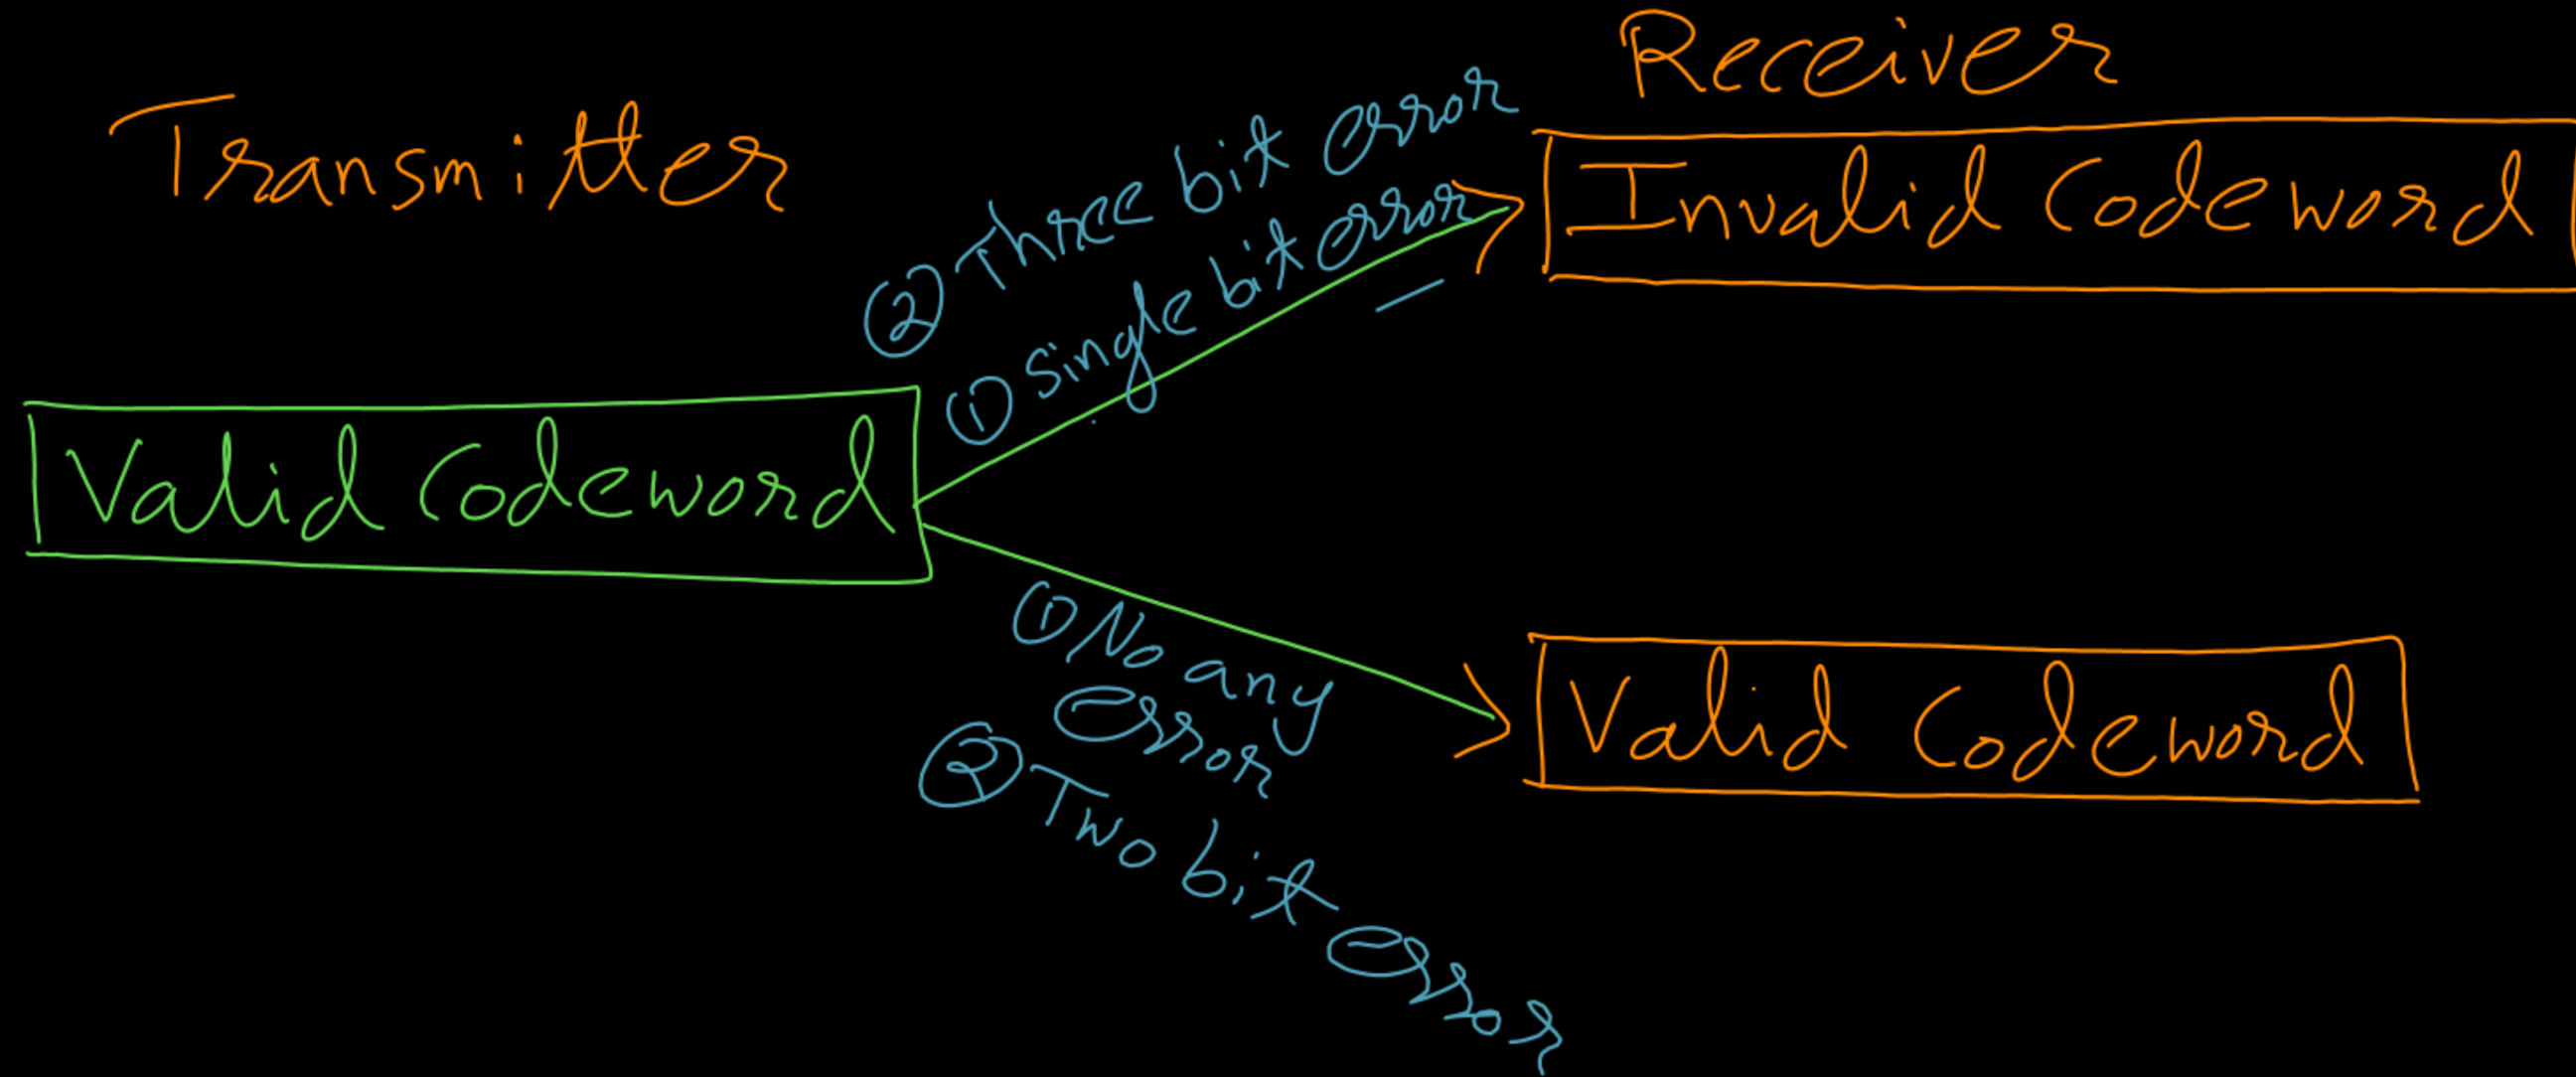 Transmitter
Receiver
② Three bit error
① Single bit error
Invalid Codeword
Valid Codeword
① No any
error
② Two bit error
Valid Codeword